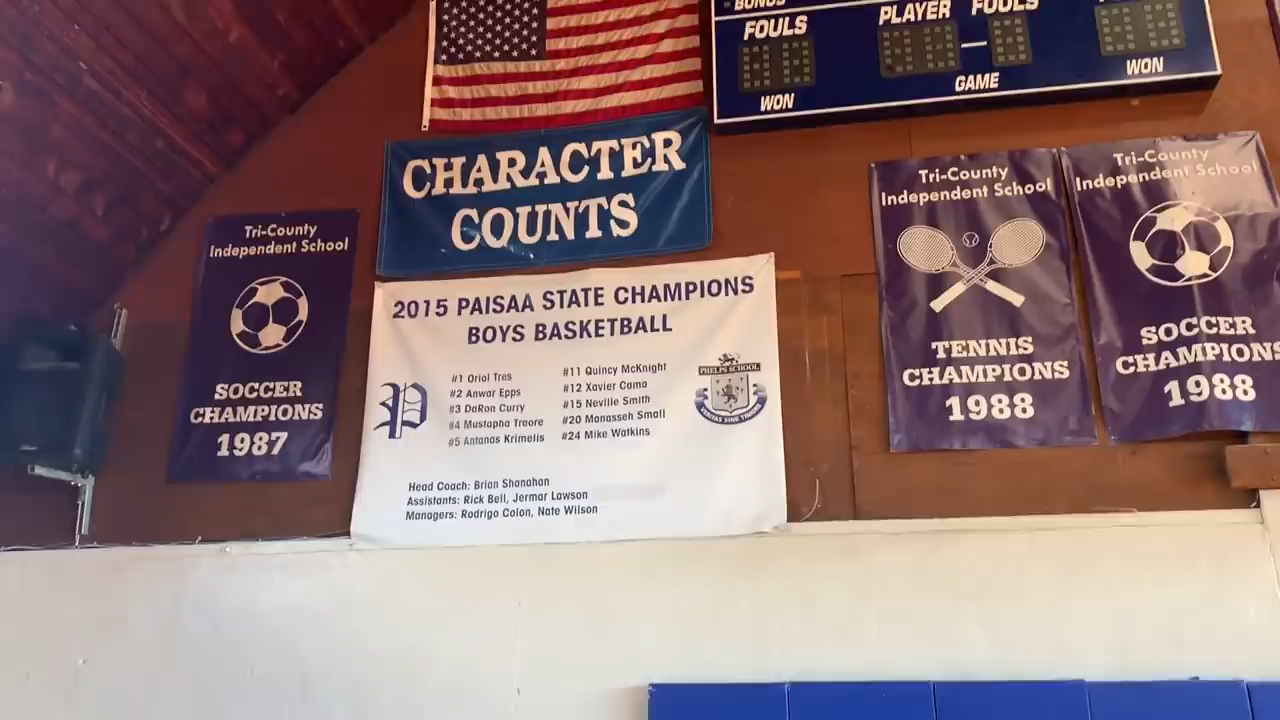 BONUS
FOULS
PLAYER
FOULS
WON
GAME
WON
CHARACTER
COUNTS
Tri-County
Independent School
SOCCER
CHAMPIONS
1987
2015 PAISAA STATE CHAMPIONS
BOYS BASKETBALL
P
#1 Oriol Tres
#2 Anwar Epps
#3 DaRon Curry
#4 Mustapha Traore
#5 Antanas Krimelis
#11 Quincy McKnight
#12 Xavier Cama
#15 Neville Smith
#20 Manasseh Small
#24 Mike Watkins
PHELPS SCHOOL
VERITAS SINE TIMORE
Head Coach: Brian Shanahan
Assistants: Rick Bell, Jermar Lawson
Managers: Rodrigo Colon, Nate Wilson
Tri-County
Independent School
TENNIS
CHAMPIONS
1988
Tri-County
Independent School
SOCCER
CHAMPIONS
1988